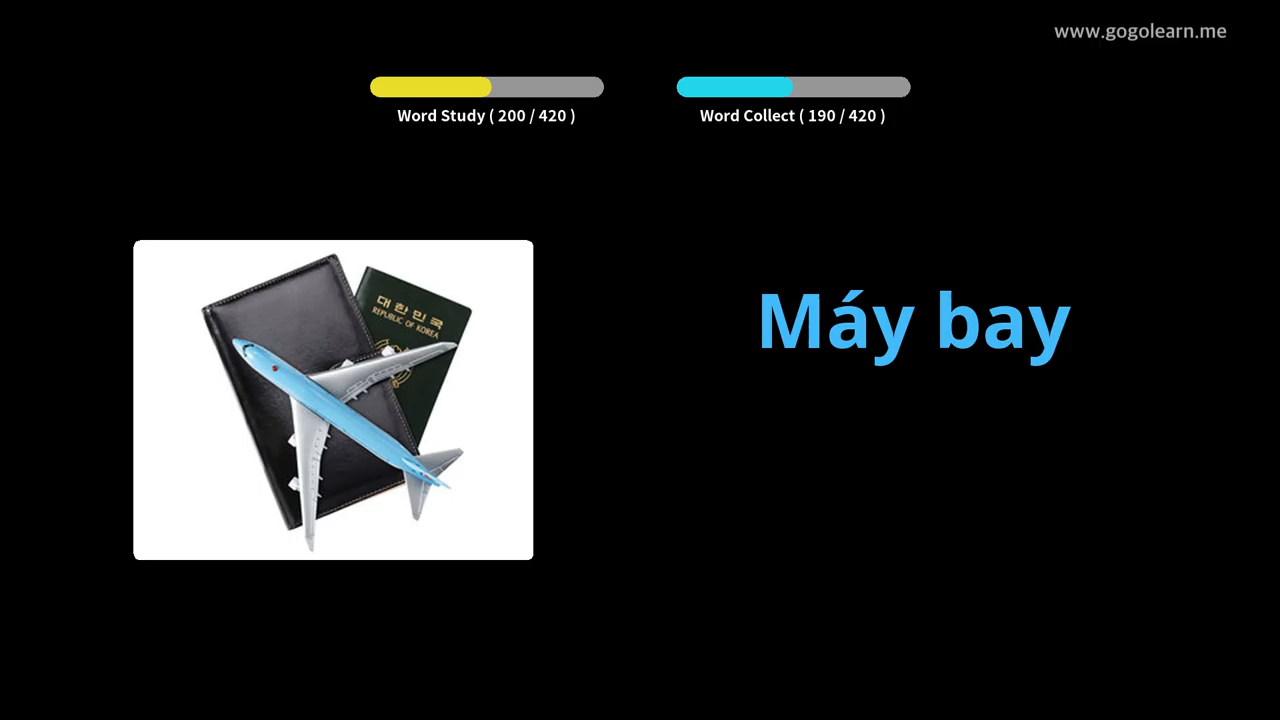 www.gogolearn.me
Word Study ( 200 / 420 )
Word Collect ( 190 / 420 )
대한민국
REPUBLIC OF KOREA
Máy bay